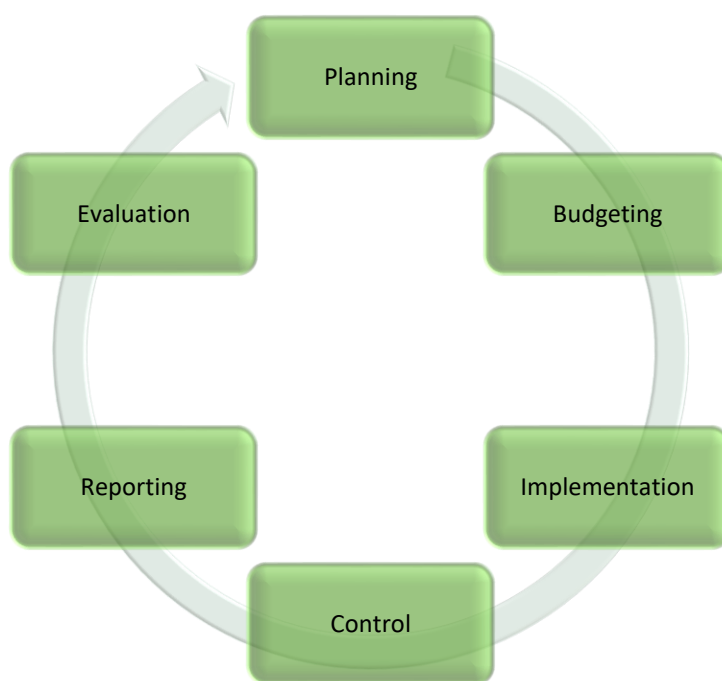 Planning
Budgeting
Implementation
Control
Reporting
Evaluation